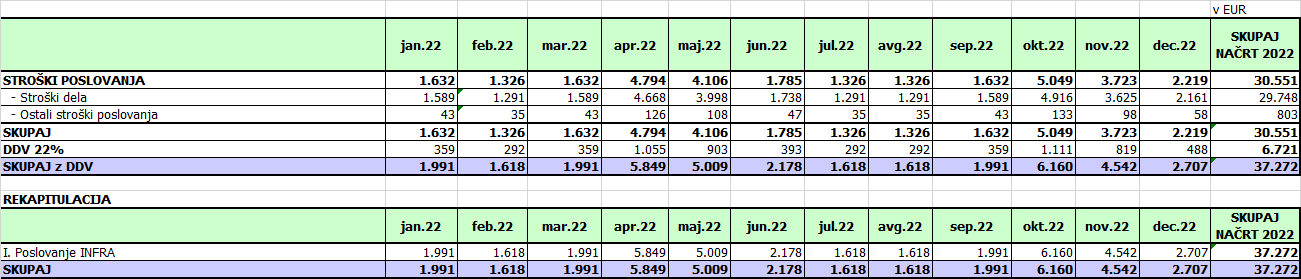 v EUR
jan.22 feb.22 mar.22 apr.22 maj.22 jun.22 jul.22 avg.22 sep.22 okt.22 nov.22 dec.22 SKUPAJ NAČRT 2022
STROŠKI POSLOVANJA 1.632 1.326 1.632 4.794 4.106 1.785 1.326 1.326 1.632 5.049 3.723 2.219 30.551
- Stroški dela 1.589 1.291 1.589 4.668 3.998 1.738 1.291 1.291 1.589 4.916 3.625 2.161 29.748
- Ostali stroški poslovanja 43 35 43 126 108 47 35 35 43 133 98 58 803
SKUPAJ 1.632 1.326 1.632 4.794 4.106 1.785 1.326 1.326 1.632 5.049 3.723 2.219 30.551
DDV 22% 359 292 359 1.055 903 393 292 292 359 1.111 819 488 6.721
SKUPAJ z DDV 1.991 1.618 1.991 5.849 5.009 2.178 1.618 1.618 1.991 6.160 4.542 2.707 37.272
REKAPITULACIJA
jan.22 feb.22 mar.22 apr.22 maj.22 jun.22 jul.22 avg.22 sep.22 okt.22 nov.22 dec.22 SKUPAJ NAČRT 2022
I. Poslovanje INFRA 1.991 1.618 1.991 5.849 5.009 2.178 1.618 1.618 1.991 6.160 4.542 2.707 37.272
SKUPAJ 1.991 1.618 1.991 5.849 5.009 2.178 1.618 1.618 1.991 6.160 4.542 2.707 37.272